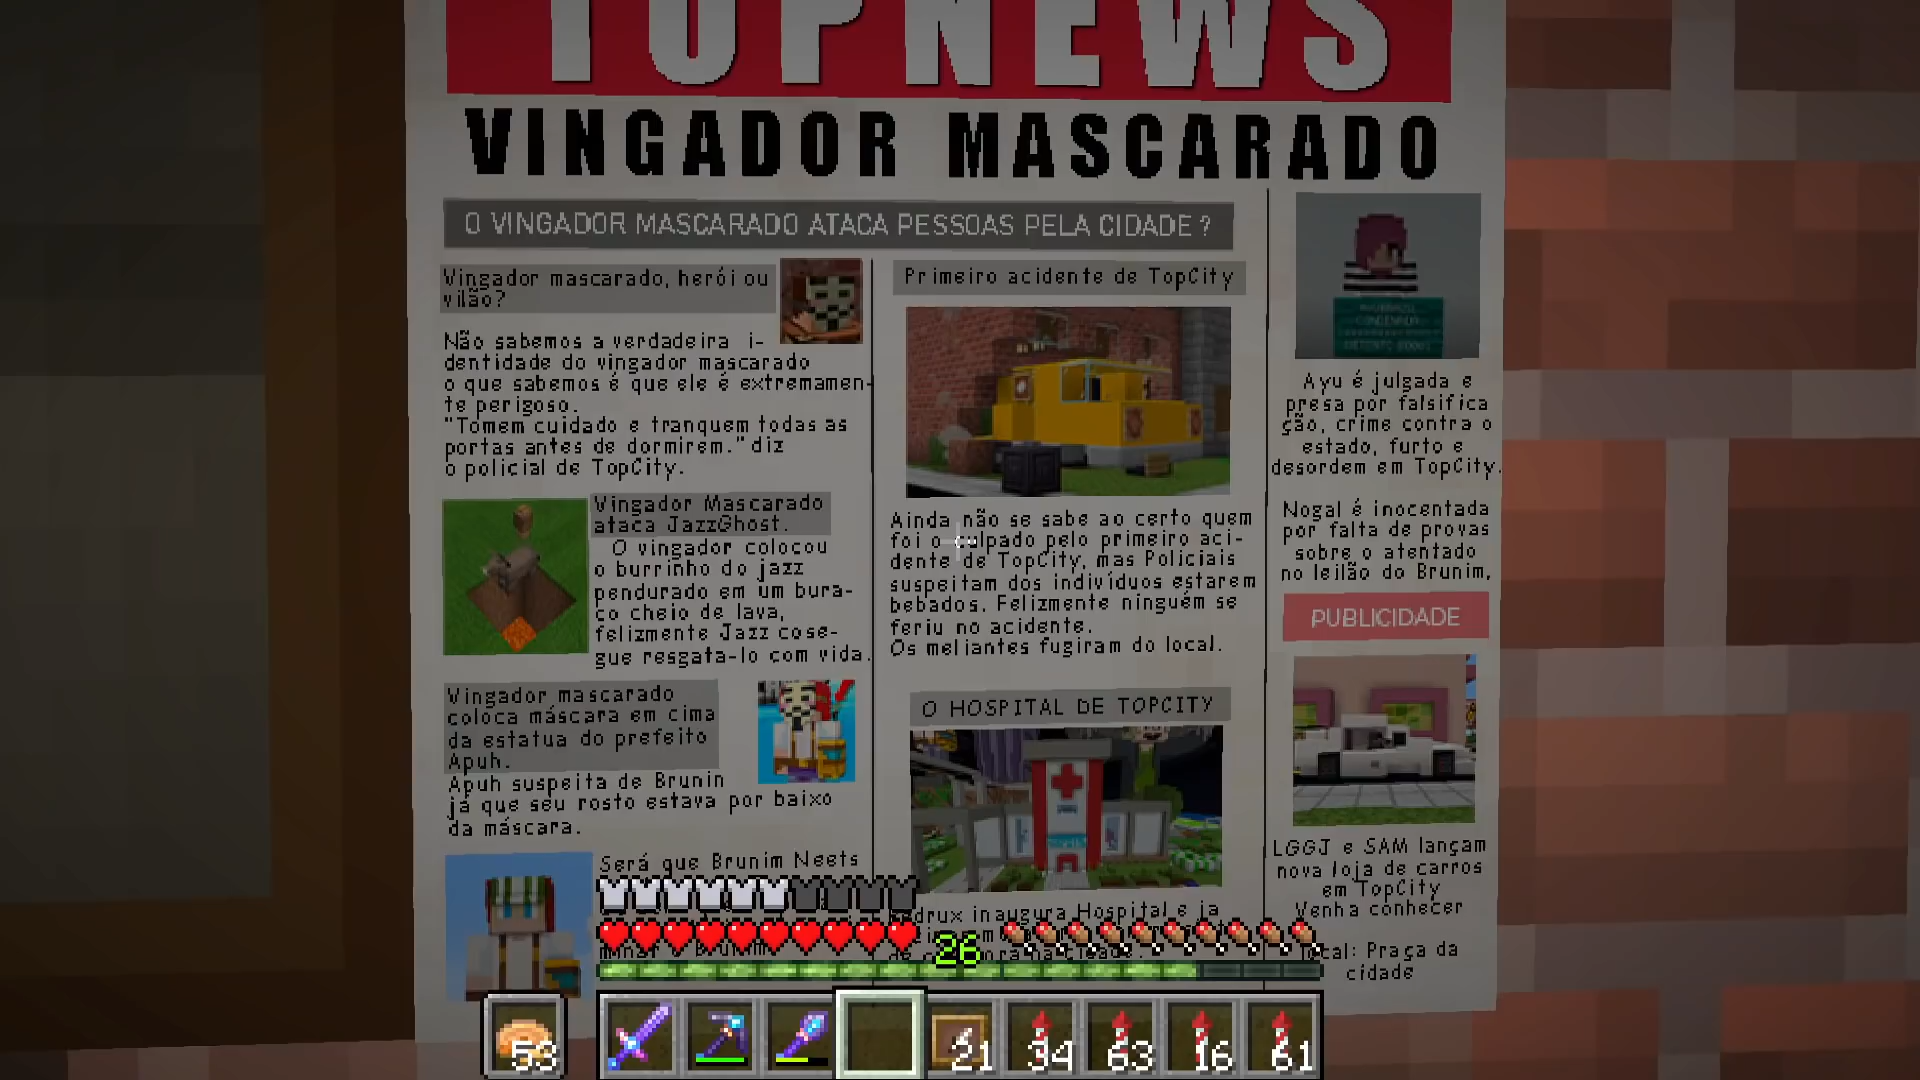 TOPNEWS
VINGADOR MASCARADO
O VINGADOR MASCARADO ATACA PESSOAS PELA CIDADE ?
Vingador mascarado, herói ou
vilão?
Não sabemos a verdadeira i-
dentidade do vingador mascarado
o que sabemos é que ele é extremamen-
te perigoso.
"Tomem cuidado e tranquem todas as
portas antes de dormirem." diz
o policial de TopCity.
Vingador Mascarado
ataca JazzGhost.
O vingador colocou
o burrinho do jazz
pendurado em um bura-
co cheio de lava,
felizmente Jazz cose-
gue resgata-lo com vida.
Vingador mascarado
coloca máscara em cima
da estatua do prefeito
Apuh.
Apuh suspeita de Brunin
já que seu rosto estava por baixo
da máscara.
Será que Brunim Neets
Primeiro acidente de TopCity
Ainda não se sabe ao certo quem
foi o culpado pelo primeiro aci-
dente de TopCity, mas Policiais
suspeitam dos indivíduos estarem
bebados. Felizmente ninguém se
feriu no acidente.
Os meliantes fugiram do local.
O HOSPITAL DE TOPCITY
inaugura Hospital e ja
cidade.
Ayu é julgada e
presa por falsifica
ção, crime contra o
estado, furto e
desordem em TopCity.
Nogal é inocentada
por falta de provas
sobre o atentado
no leilão do Brunim,
PUBLICIDADE
LGGJ e SAM lançam
nova loja de carros
em TopCity
Venha conhecer
local: Praça da
cidade
26
53
21
34
63
16
61